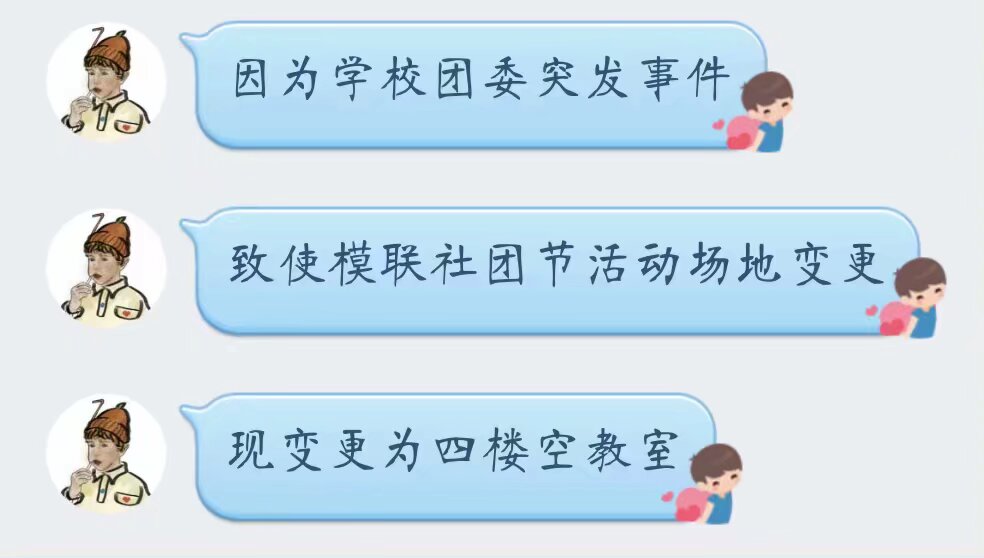 因为学校团委突发事件
致使模联社团节活动场地变更
现变更为四楼空教室